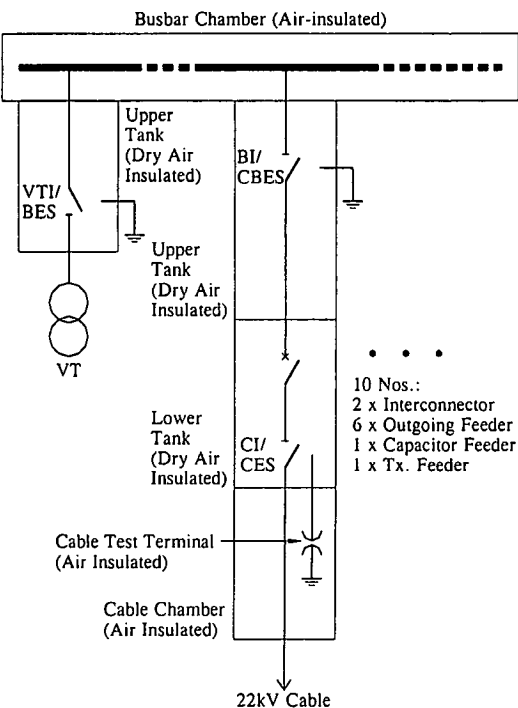 Busbar Chamber (Air-insulated)
Upper
Tank
(Dry Air
Insulated)
VTI/
BES
BI/
CBES
Upper
Tank
(Dry Air
Insulated)
VT
10 Nos.:
2 x Interconnector
6 x Outgoing Feeder
1 x Capacitor Feeder
1 x Tx. Feeder
Lower
Tank
(Dry Air
Insulated)
CI/
CES
Cable Test Terminal
(Air Insulated)
Cable Chamber
(Air Insulated)
22kV Cable